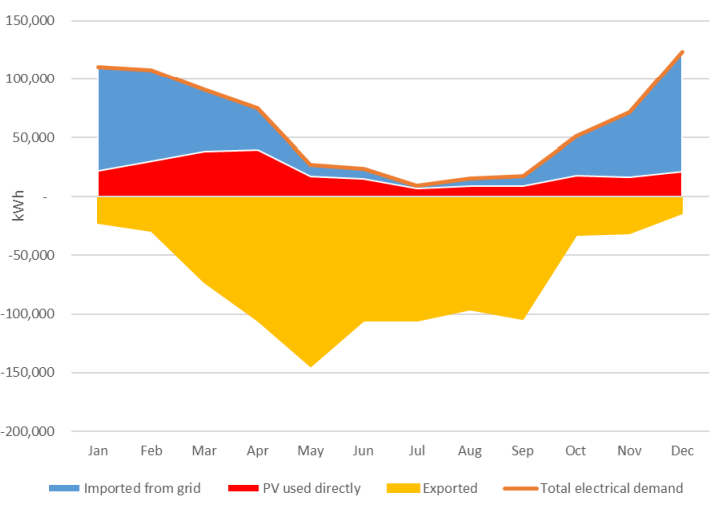 150,000
100,000
50,000
-
-50,000
-100,000
-150,000
-200,000
kWh
Jan Feb Mar Apr May Jun Jul Aug Sep Oct Nov Dec
Imported from grid PV used directly Exported Total electrical demand